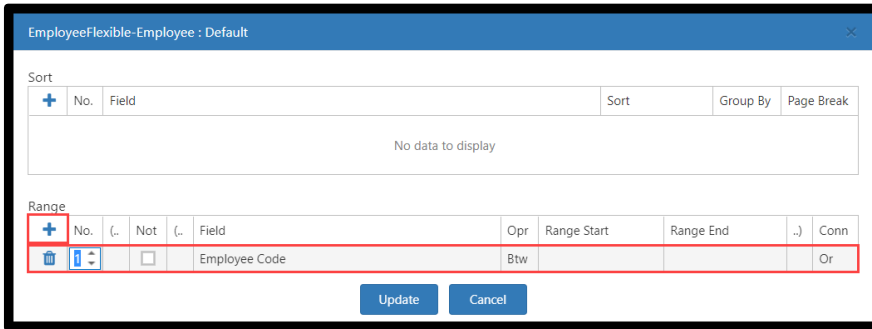 EmployeeFlexible-Employee : Default
Sort
No. Field Sort Group By Page Break
No data to display
Range
No. (.. Not (.. Field Opr Range Start Range End ..) Conn
1 Employee Code Btw Or
Update Cancel